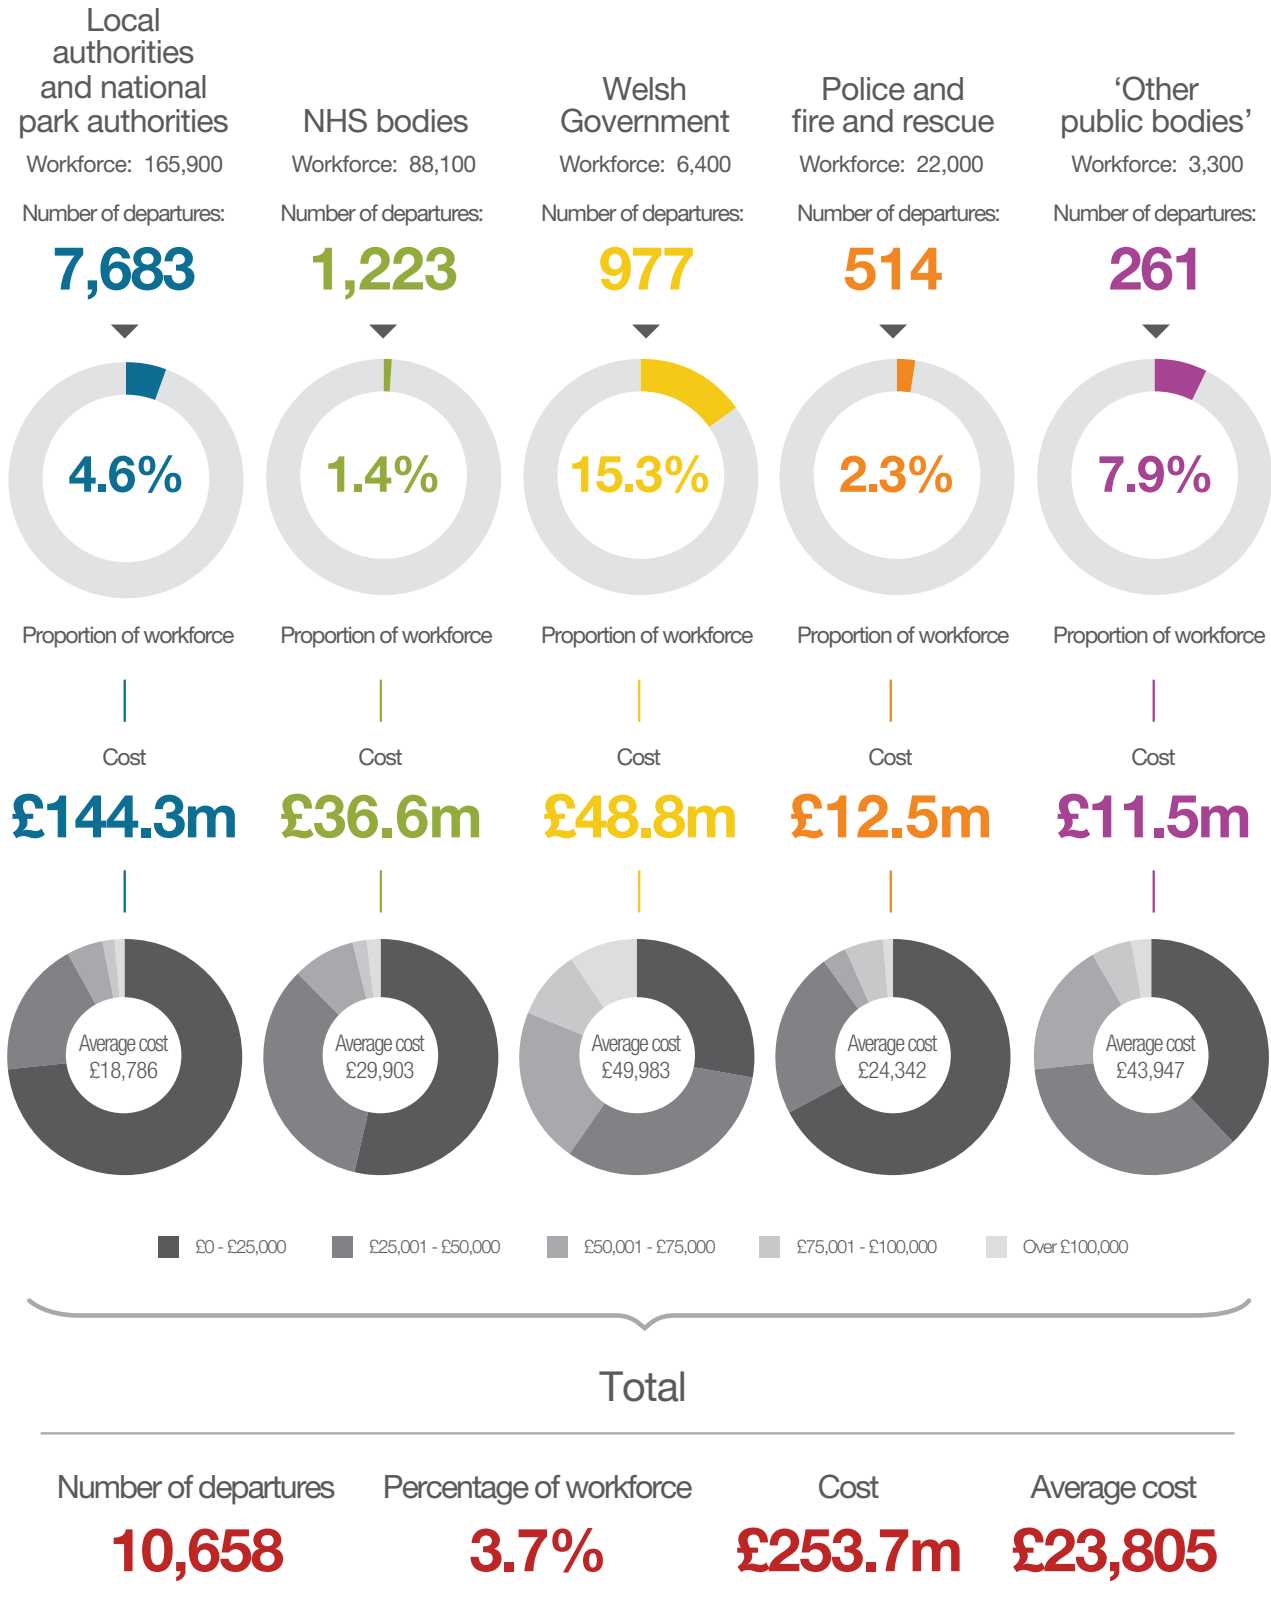 Local
authorities
and national
park authorities
Workforce: 165,900
Number of departures:
7,683
4.6%
Proportion of workforce
Cost
£144.3m
Average cost
£18,786
NHS bodies
Workforce: 88,100
Number of departures:
1,223
1.4%
Proportion of workforce
Cost
£36.6m
Average cost
£29,903
Welsh
Government
Workforce: 6,400
Number of departures:
977
15.3%
Proportion of workforce
Cost
£48.8m
Average cost
£49,983
Police and
fire and rescue
Workforce: 22,000
Number of departures:
514
2.3%
Proportion of workforce
Cost
£12.5m
Average cost
£24,342
‘Other
public bodies’
Workforce: 3,300
Number of departures:
261
7.9%
Proportion of workforce
Cost
£11.5m
Average cost
£43,947
£0 - £25,000
£25,001 - £50,000
£50,001 - £75,000
£75,001 - £100,000
Over £100,000
Total
Number of departures
10,658
Percentage of workforce
3.7%
Cost
£253.7m
Average cost
£23,805